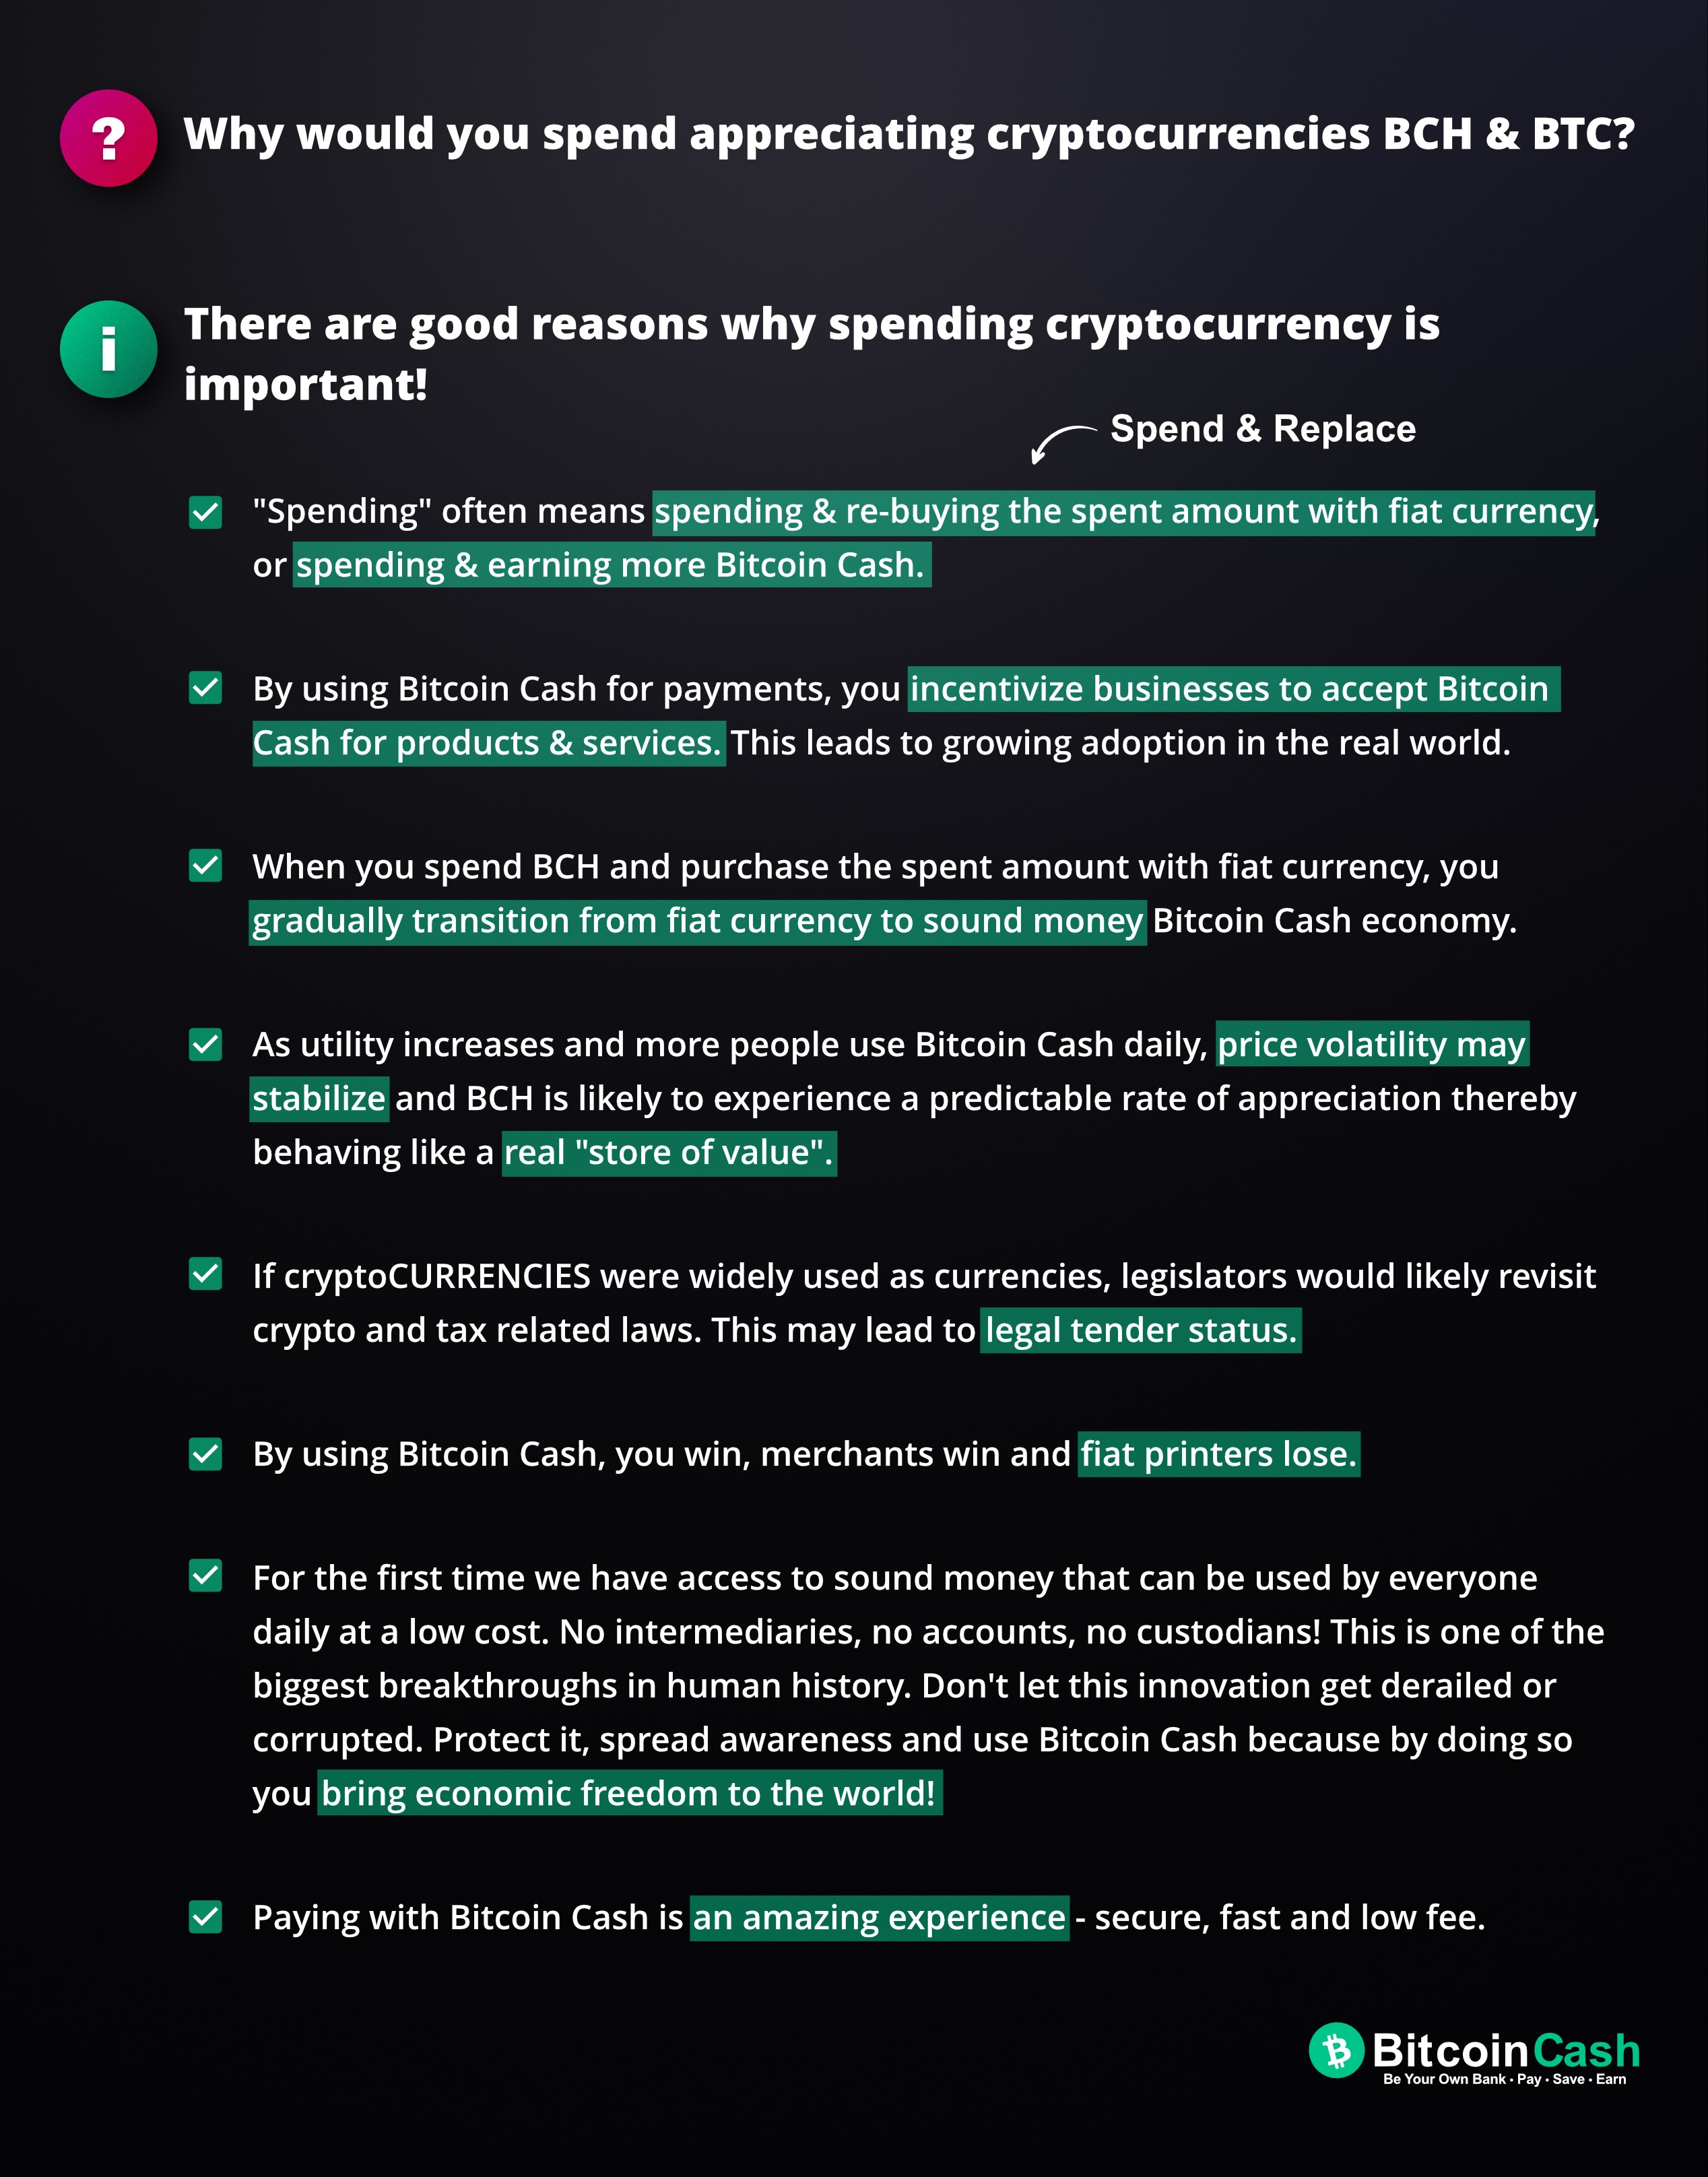 ?
Why would you spend appreciating cryptocurrencies BCH & BTC?
i
There are good reasons why spending cryptocurrency is
important!
Spend & Replace
"Spending" often means spending & re-buying the spent amount with fiat currency,
or spending & earning more Bitcoin Cash.
By using Bitcoin Cash for payments, you incentivize businesses to accept Bitcoin
Cash for products & services. This leads to growing adoption in the real world.
When you spend BCH and purchase the spent amount with fiat currency, you
gradually transition from fiat currency to sound money Bitcoin Cash economy.
As utility increases and more people use Bitcoin Cash daily, price volatility may
stabilize and BCH is likely to experience a predictable rate of appreciation thereby
behaving like a real "store of value".
If cryptoCURRENCIES were widely used as currencies, legislators would likely revisit
crypto and tax related laws. This may lead to legal tender status.
By using Bitcoin Cash, you win, merchants win and fiat printers lose.
For the first time we have access to sound money that can be used by everyone
daily at a low cost. No intermediaries, no accounts, no custodians! This is one of the
biggest breakthroughs in human history. Don't let this innovation get derailed or
corrupted. Protect it, spread awareness and use Bitcoin Cash because by doing so
you bring economic freedom to the world!
Paying with Bitcoin Cash is an amazing experience - secure, fast and low fee.
BitcoinCash
Be Your Own Bank • Pay • Save • Earn